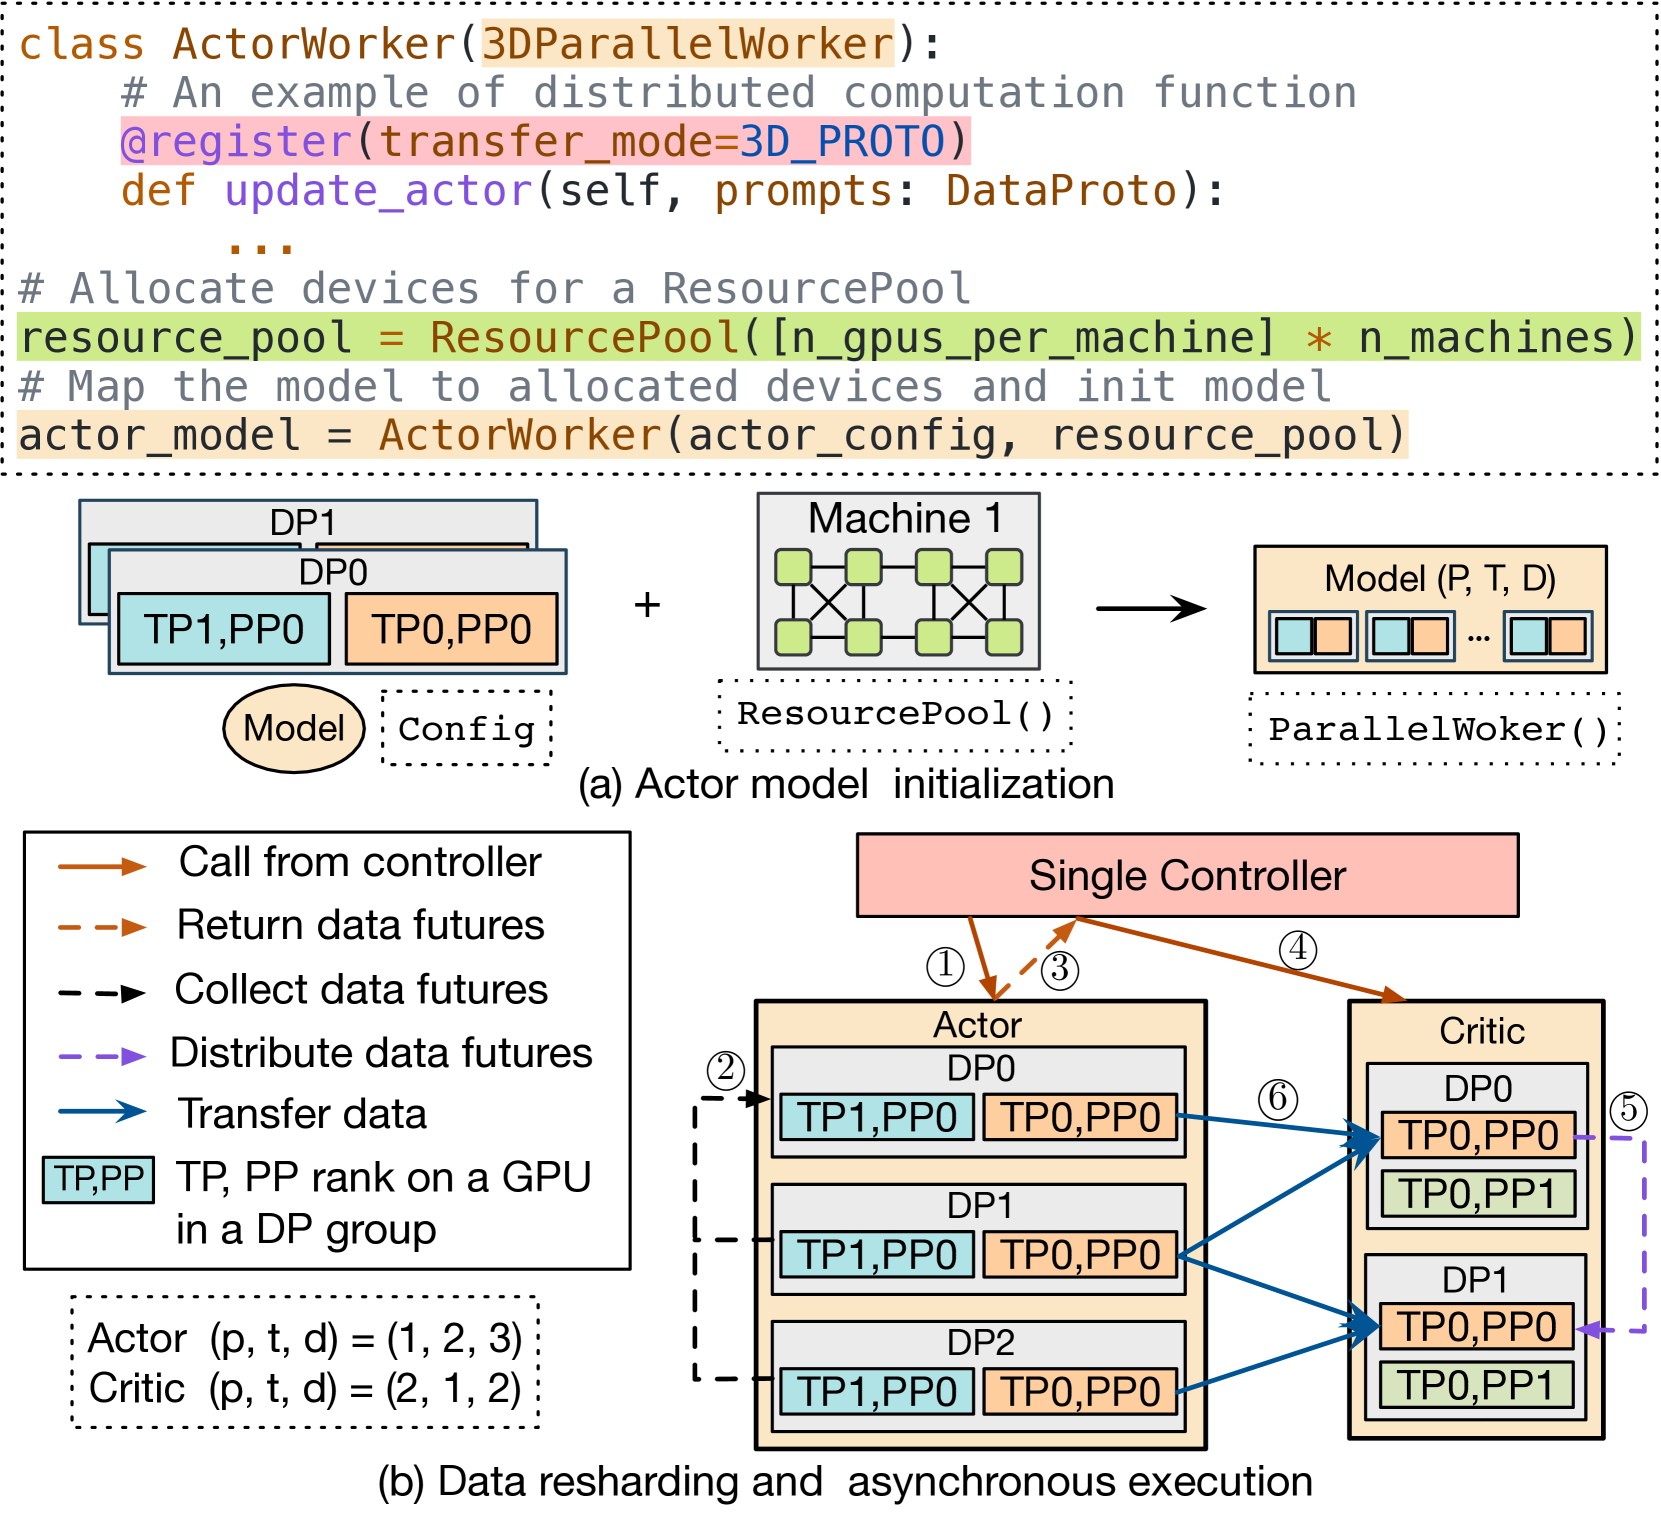 class ActorWorker(3DParallelWorker):
# An example of distributed computation function
@register(transfer_mode=3D_PROTO)
def update_actor(self, prompts: DataProto):
...
# Allocate devices for a ResourcePool
resource_pool = ResourcePool([n_gpus_per_machine] * n_machines)
# Map the model to allocated devices and init model
actor_model = ActorWorker(actor_config, resource_pool)
DP1
DP0
TP1,PP0 TP0,PP0
Model
Config
+
Machine 1
ResourcePool()
Model (P, T, D)
...
ParallelWoker()
(a) Actor model initialization
Call from controller
Return data futures
Collect data futures
Distribute data futures
Transfer data
TP,PP
TP, PP rank on a GPU
in a DP group
Actor (p, t, d) = (1, 2, 3)
Critic (p, t, d) = (2, 1, 2)
Single Controller
①
③
④
②
⑥
⑤
Actor
DP0
TP1,PP0 TP0,PP0
DP1
TP1,PP0 TP0,PP0
DP2
TP1,PP0 TP0,PP0
Critic
DP0
TP0,PP0
TP0,PP1
DP1
TP0,PP0
TP0,PP1
(b) Data resharding and asynchronous execution